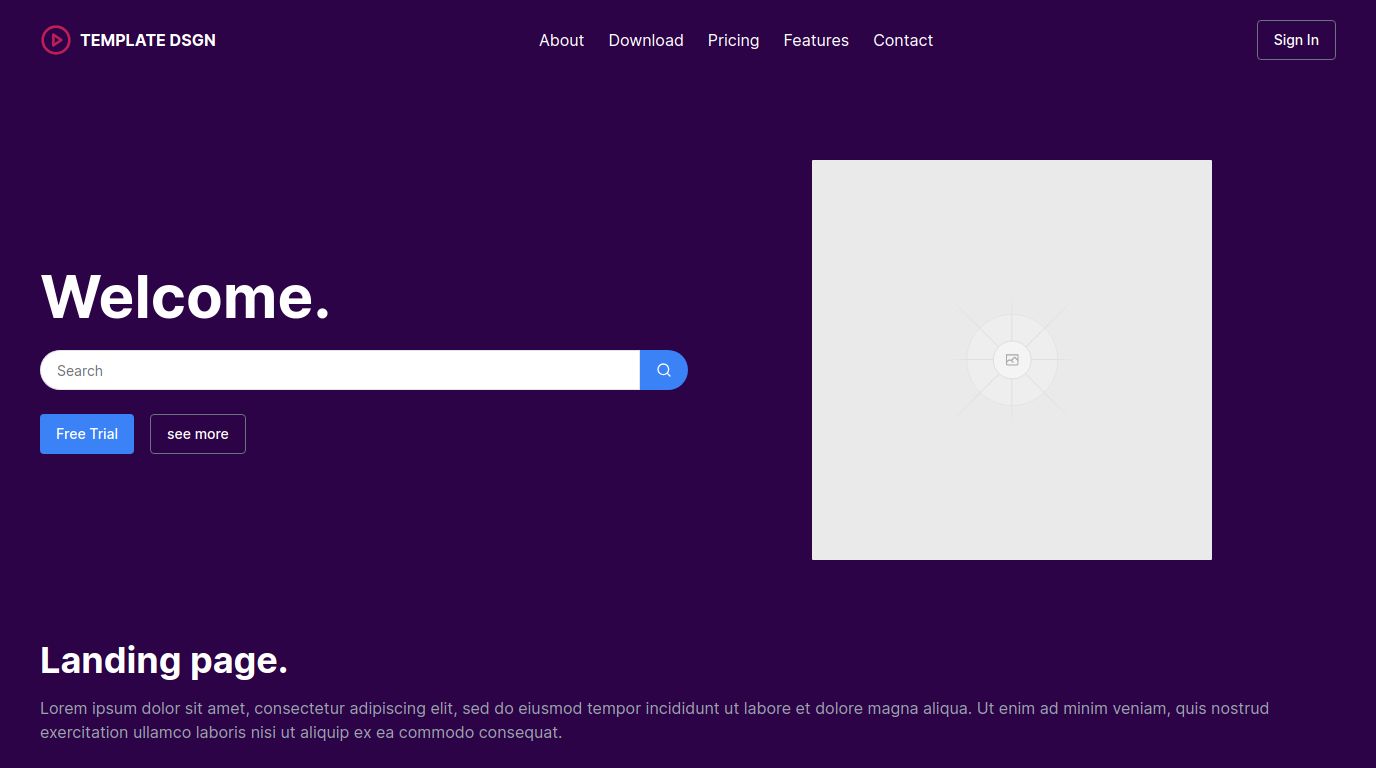 TEMPLATE DSGN
About Download Pricing Features Contact
Sign In
Welcome.
Search
Free Trial
see more
Landing page.
Lorem ipsum dolor sit amet, consectetur adipiscing elit, sed do eiusmod tempor incididunt ut labore et dolore magna aliqua. Ut enim ad minim veniam, quis nostrud
exercitation ullamco laboris nisi ut aliquip ex ea commodo consequat.